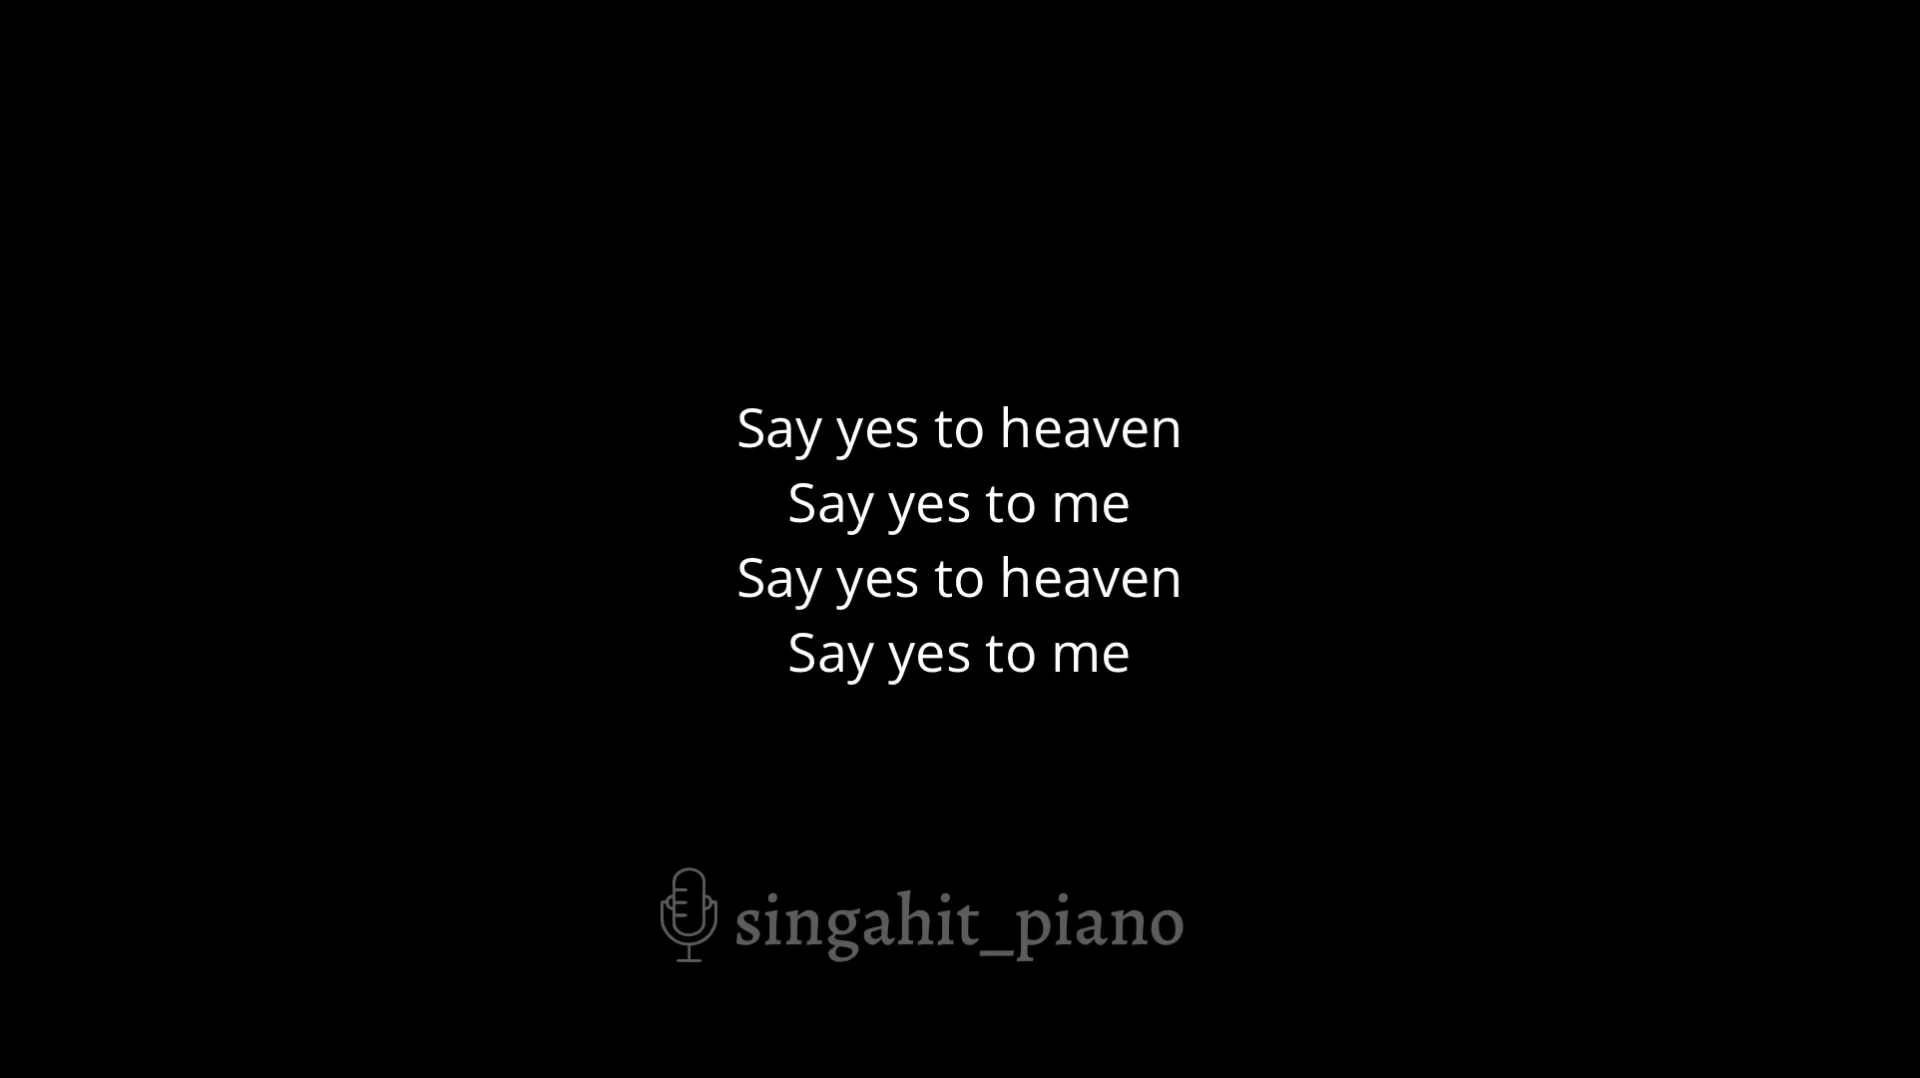 Say yes to heaven
Say yes to me
Say yes to heaven
Say yes to me
singahit_piano